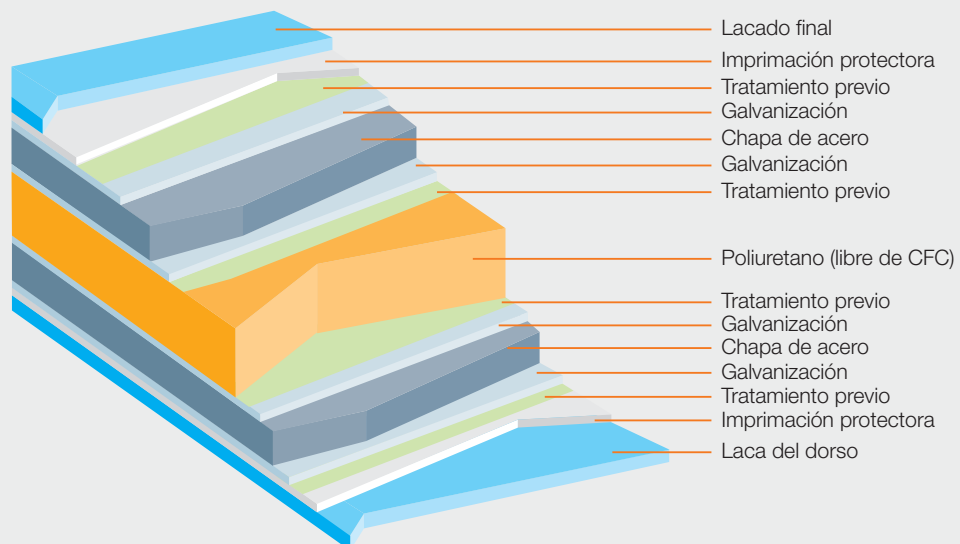 Lacado final
Imprimación protectora
Tratamiento previo
Galvanización
Chapa de acero
Galvanización
Tratamiento previo
Poliuretano (libre de CFC)
Tratamiento previo
Galvanización
Chapa de acero
Galvanización
Tratamiento previo
Imprimación protectora
Laca del dorso